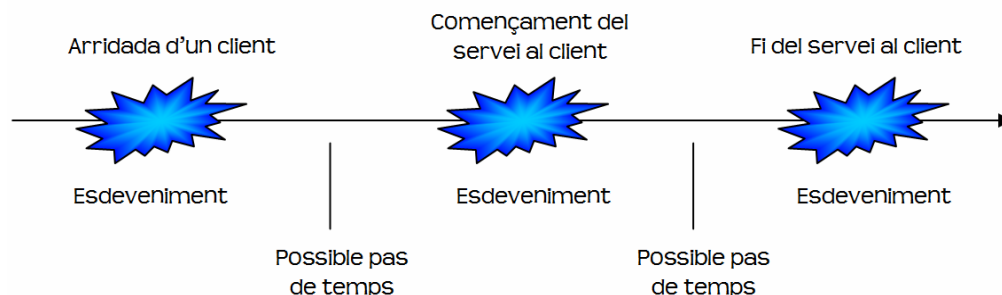 Arridada d'un client
Començament del
servei al client
Fi del servei al client
Esdeveniment
Esdeveniment
Esdeveniment
Possible pas
de temps
Possible pas
de temps